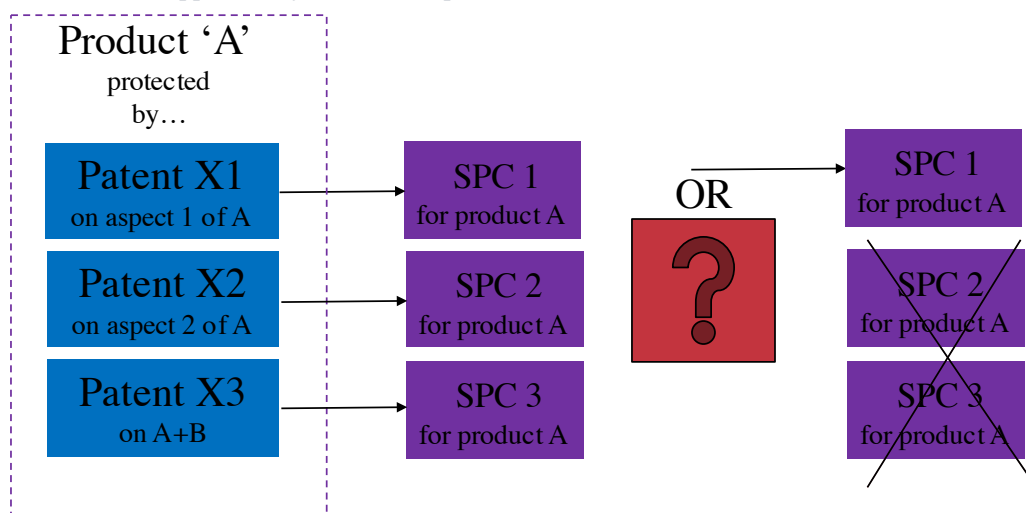 Product ‘A’
protected
by…
Patent X1
on aspect 1 of A
Patent X2
on aspect 2 of A
Patent X3
on A+B
SPC 1
for product A
SPC 2
for product A
SPC 3
for product A
OR
?
SPC 1
for product A
SPC 2
for product A
SPC 3
for product A